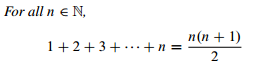 For all n ∈ ℕ,
1 + 2 + 3 + ··· + n = n(n + 1) / 2